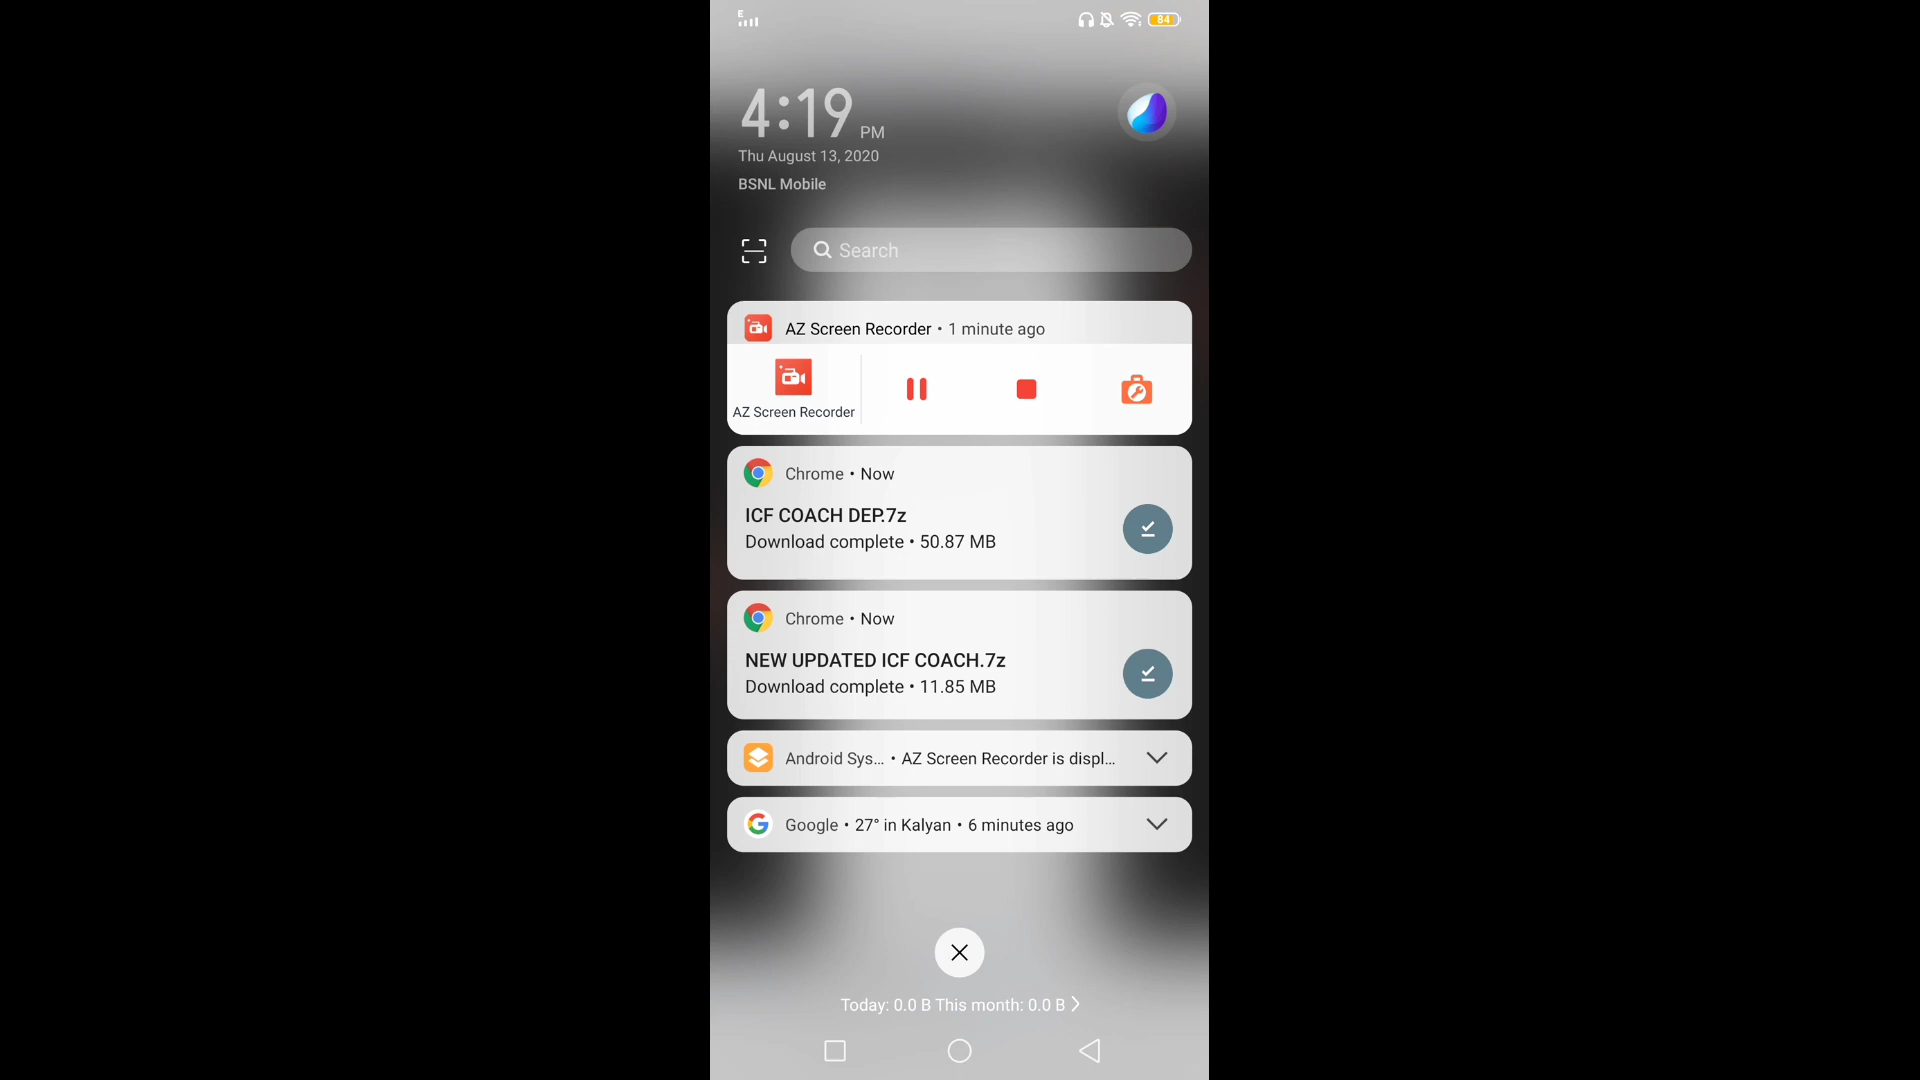 E
84
4:19 PM
Thu August 13, 2020
BSNL Mobile
Search
AZ Screen Recorder • 1 minute ago
AZ Screen Recorder
Chrome • Now
ICF COACH DEP.7z
Download complete • 50.87 MB
Chrome • Now
NEW UPDATED ICF COACH.7z
Download complete • 11.85 MB
Android Sys... • AZ Screen Recorder is displ...
Google • 27° in Kalyan • 6 minutes ago
Today: 0.0 B This month: 0.0 B